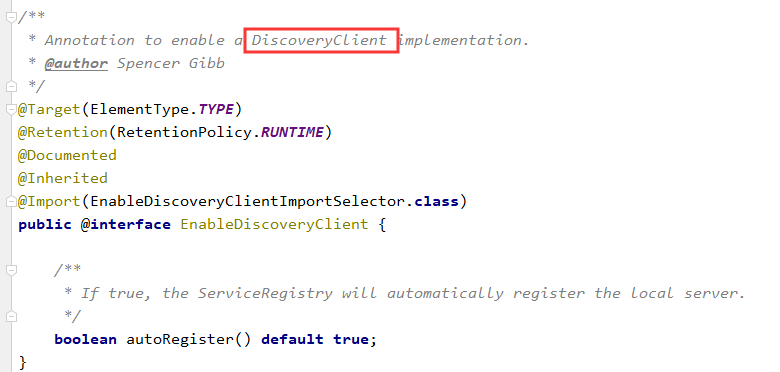 /**
 * Annotation to enable a DiscoveryClient implementation.
 * @author Spencer Gibb
 */
@Target(ElementType.TYPE)
@Retention(RetentionPolicy.RUNTIME)
@Documented
@Inherited
@Import(EnableDiscoveryClientImportSelector.class)
public @interface EnableDiscoveryClient {
    /**
     * If true, the ServiceRegistry will automatically register the local server.
     */
    boolean autoRegister() default true;
}